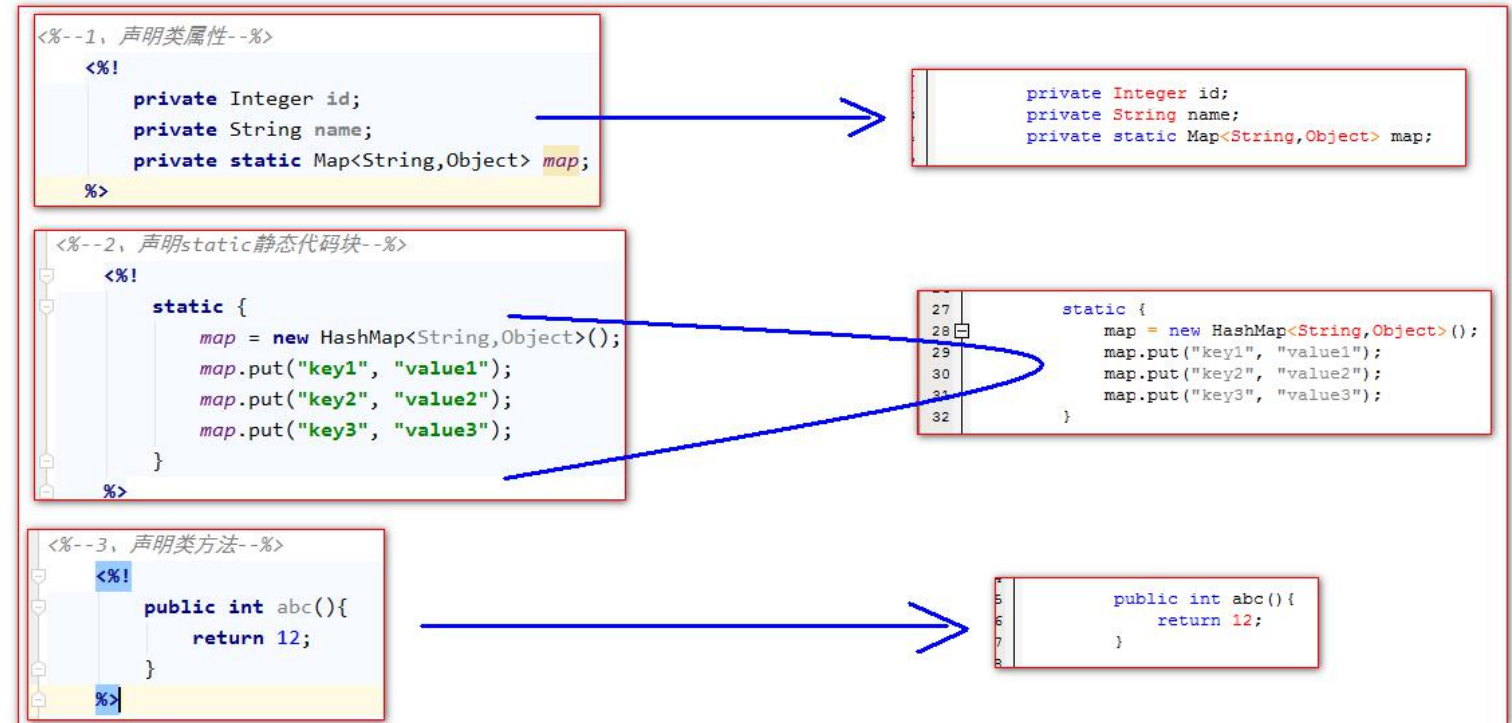 <%--1、声明类属性--%>
<%!
private Integer id;
private String name;
private static Map<String,Object> map;
%>
private Integer id;
private String name;
private static Map<String,Object> map;
<%--2、声明static静态代码块--%>
<%!
static {
map = new HashMap<String,Object>();
map.put("key1", "value1");
map.put("key2", "value2");
map.put("key3", "value3");
}
%>
27 static {
28 map = new HashMap<String,Object>();
29 map.put("key1", "value1");
30 map.put("key2", "value2");
31 map.put("key3", "value3");
32 }
<%--3、声明类方法--%>
<%!
public int abc(){
return 12;
}
%>
5 public int abc(){
6 return 12;
7 }